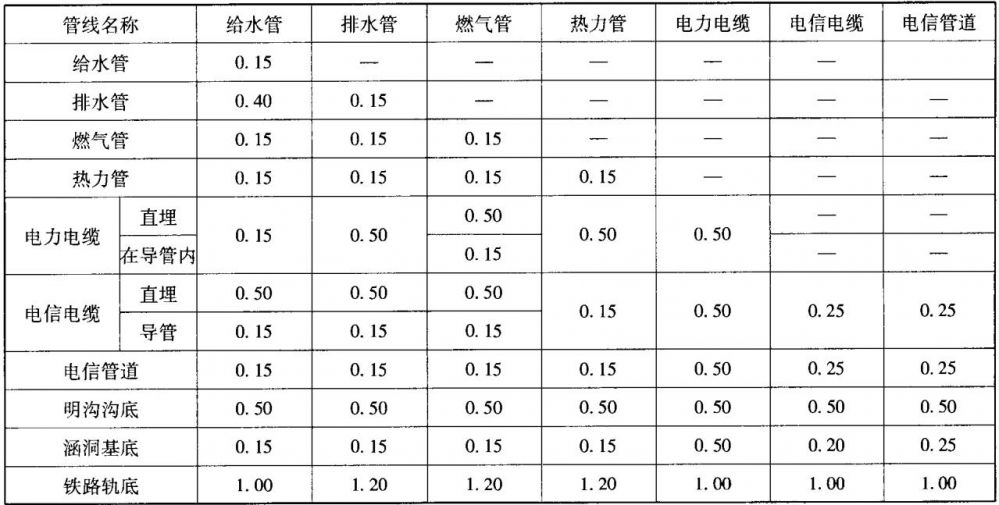 管线名称 给水管 排水管 燃气管 热力管 电力电缆 电信电缆 电信管道
给水管 0.15 — — — — —
排水管 0.40 0.15 — — — — —
燃气管 0.15 0.15 0.15 — — — —
热力管 0.15 0.15 0.15 0.15 — — —
电力电缆 直埋 0.15 0.50 0.50 0.50 0.50 — —
在导管内 0.15 — —
电信电缆 直埋 0.50 0.50 0.50 0.15 0.50 0.25 0.25
导管 0.15 0.15 0.15
电信管道 0.15 0.15 0.15 0.15 0.50 0.25 0.25
明沟沟底 0.50 0.50 0.50 0.50 0.50 0.50 0.50
涵洞基底 0.15 0.15 0.15 0.15 0.50 0.20 0.25
铁路轨底 1.00 1.20 1.20 1.20 1.00 1.00 1.00